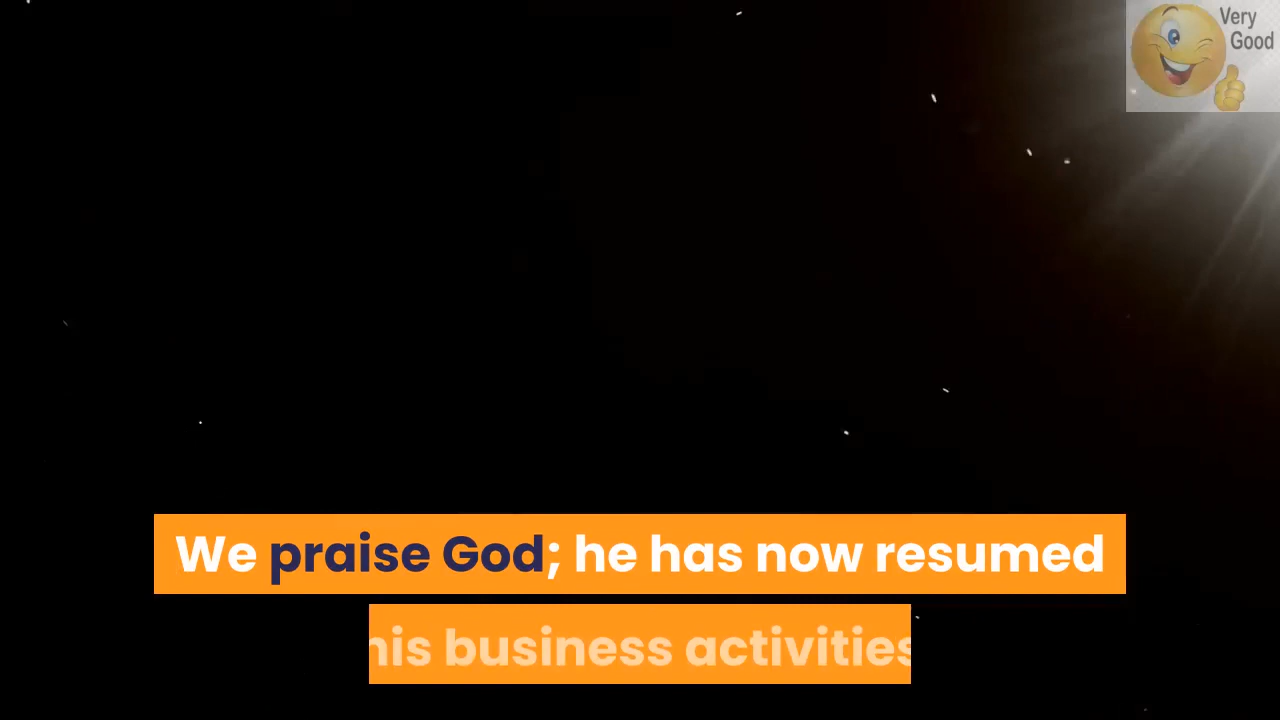 Very
Good
We praise God; he has now resumed
his business activities